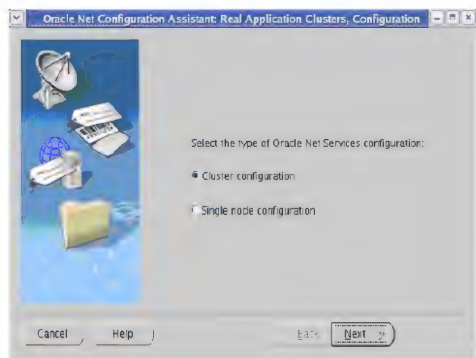 Oracle Net Configuration Assistant: Real Application Clusters, Configuration
Select the type of Oracle Net Services configuration:
Cluster configuration
Single node configuration
Cancel
Help
Back
Next